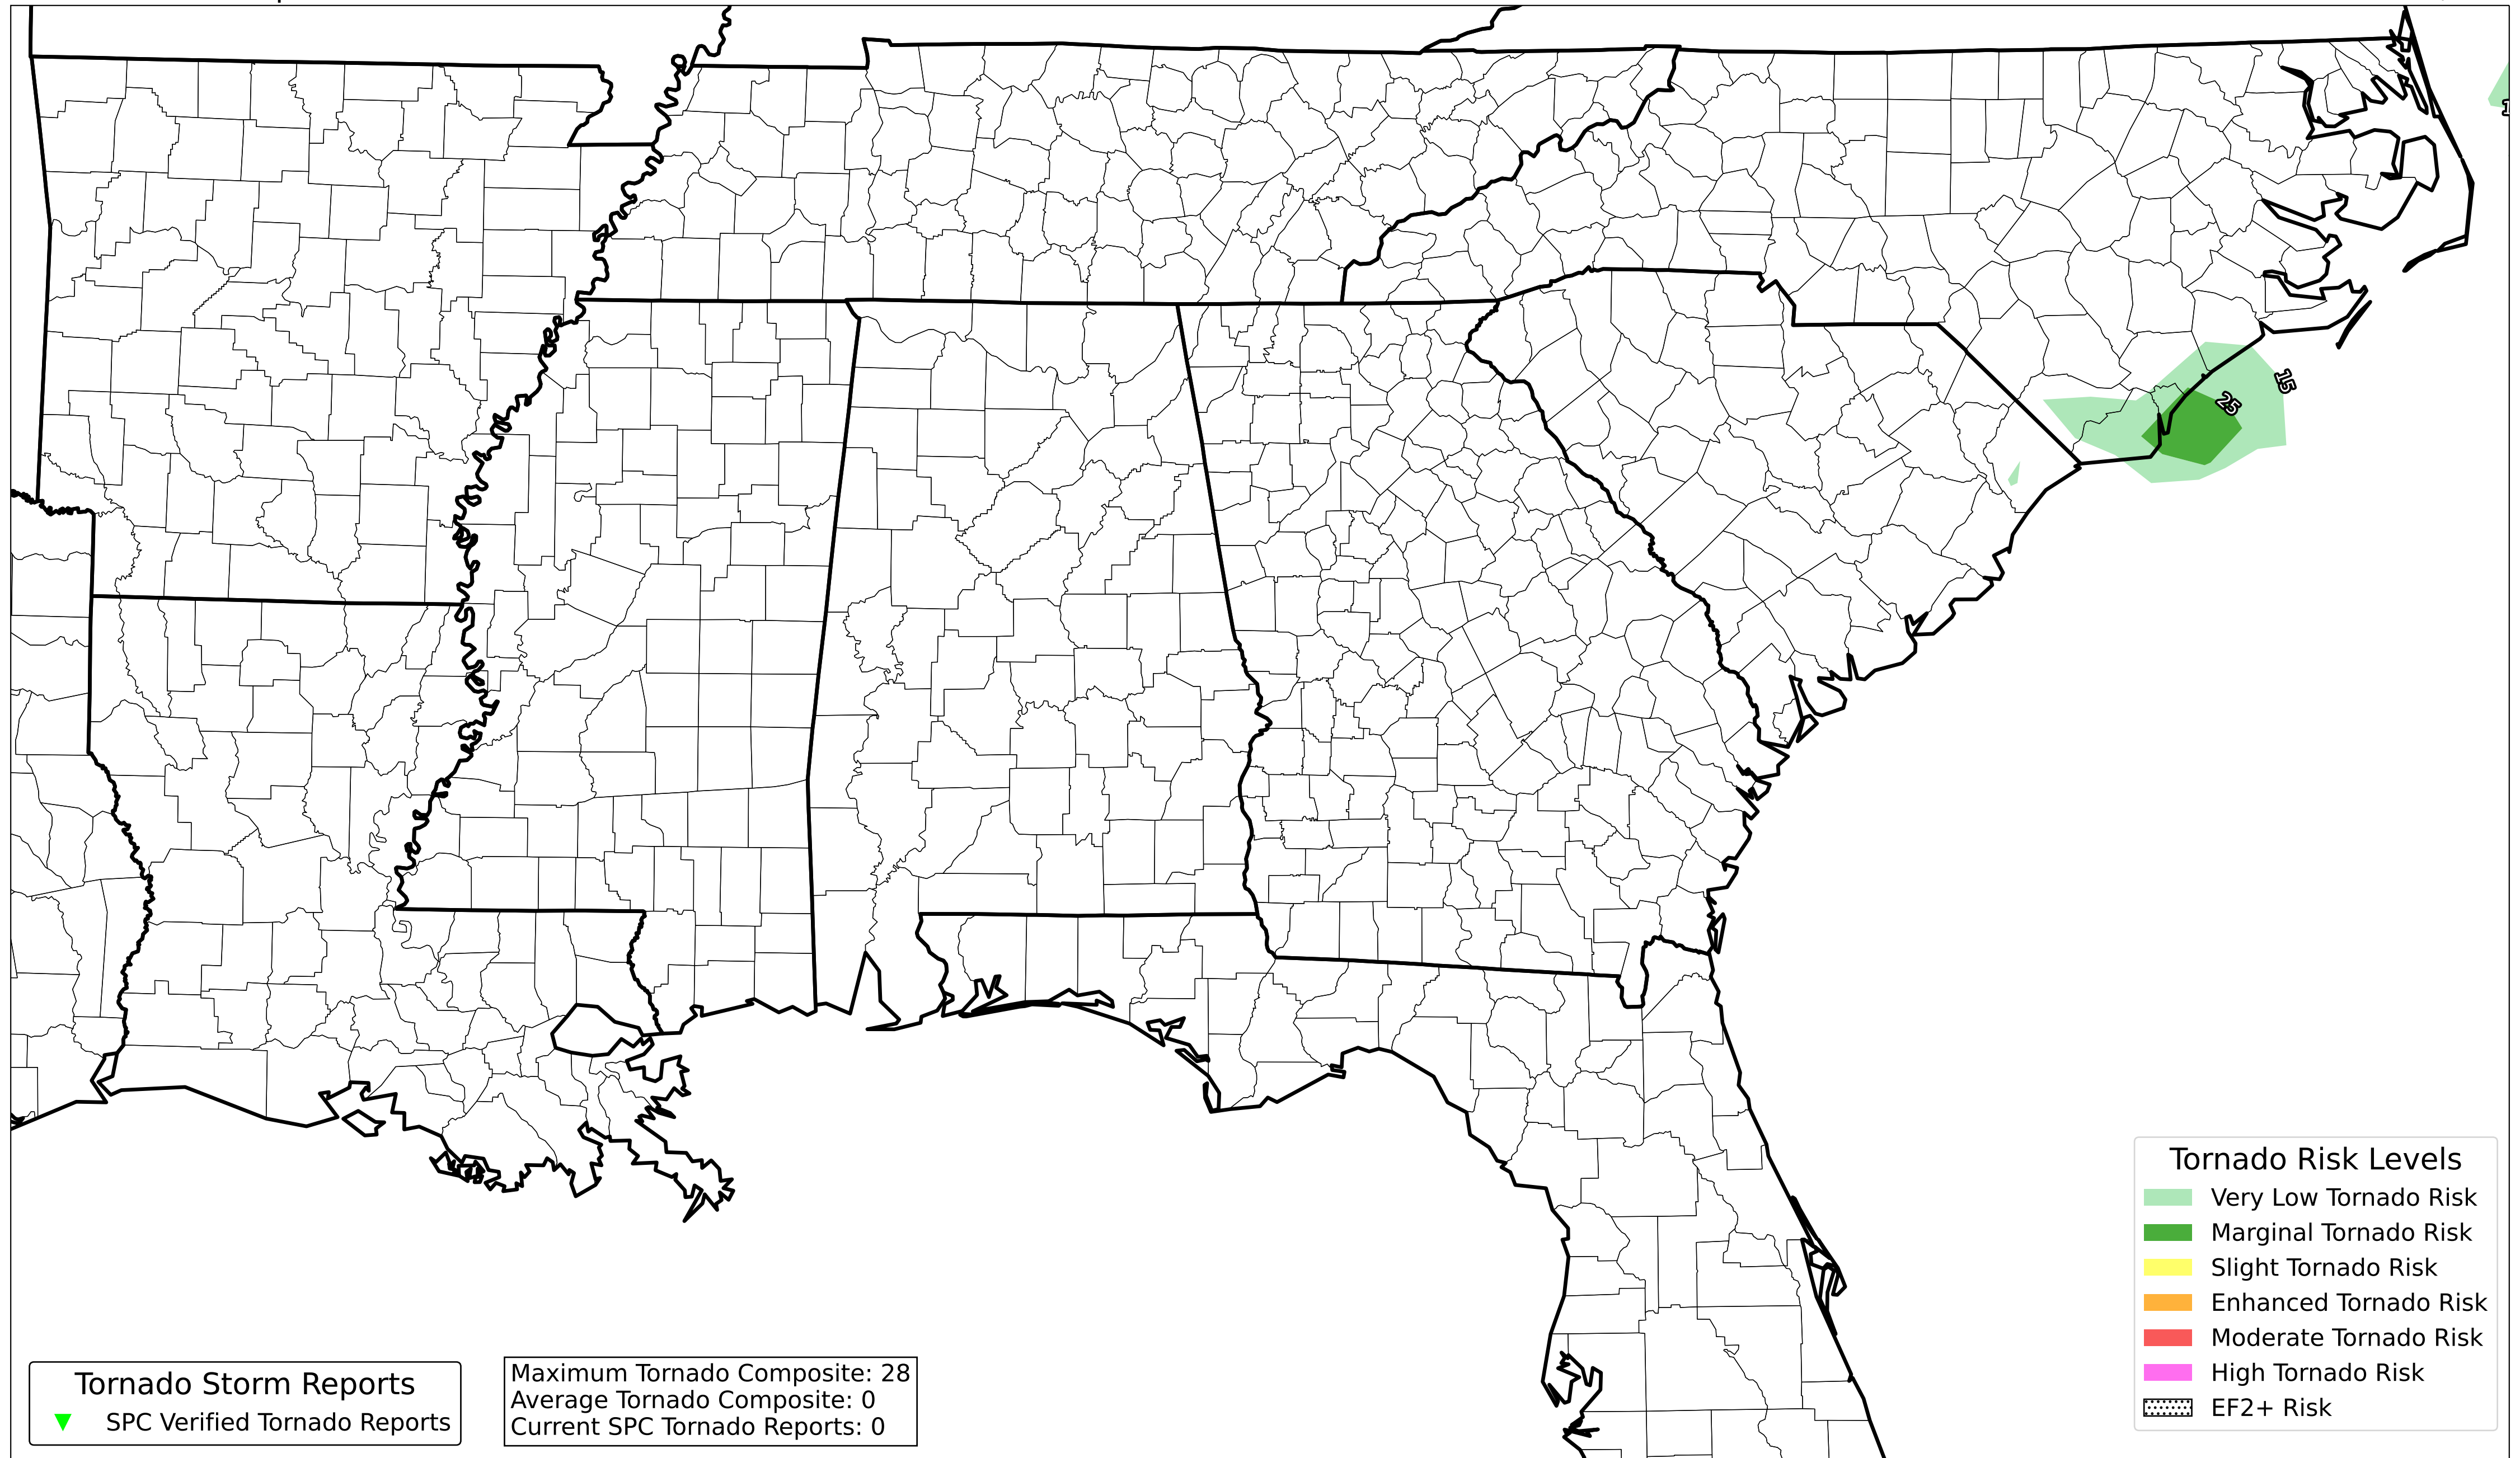 15
25
Tornado Risk Levels
Very Low Tornado Risk
Marginal Tornado Risk
Slight Tornado Risk
Enhanced Tornado Risk
Moderate Tornado Risk
High Tornado Risk
EF2+ Risk
Tornado Storm Reports
SPC Verified Tornado Reports
Maximum Tornado Composite: 28
Average Tornado Composite: 0
Current SPC Tornado Reports: 0